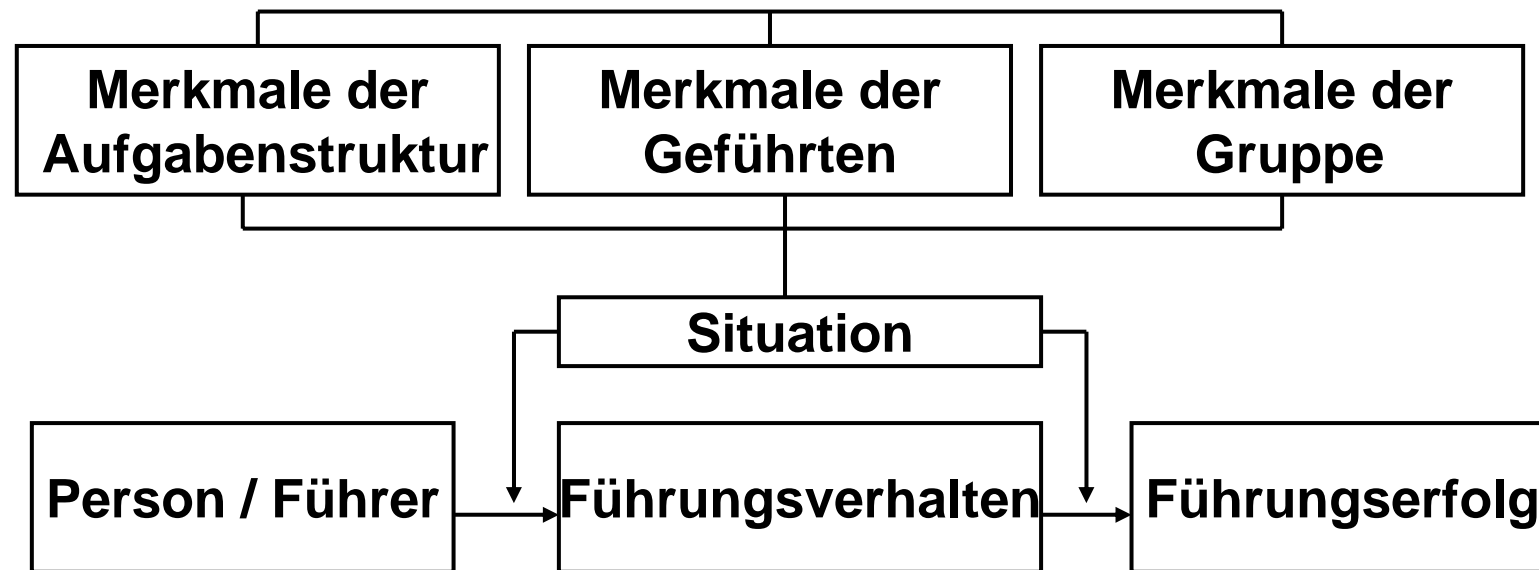 Merkmale der
Aufgabenstruktur
Merkmale der
Geführten
Merkmale der
Gruppe
Situation
Person / Führer
Führungsverhalten
Führungserfolg